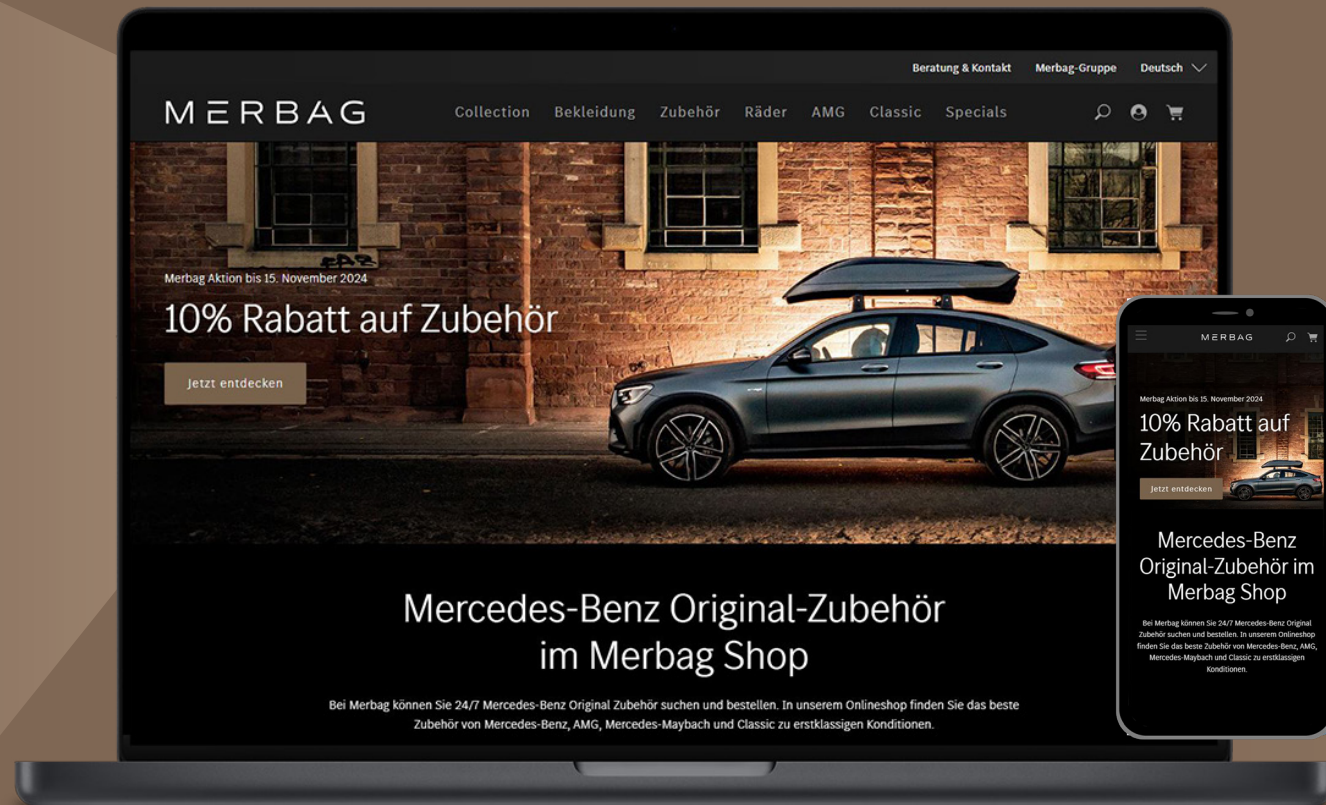 Beratung & Kontakt Merbag-Gruppe Deutsch
MERBAG Collection Bekleidung Zubehör Räder AMG Classic Specials
Merbag Aktion bis 15. November 2024
10% Rabatt auf Zubehör
Jetzt entdecken
Mercedes-Benz Original-Zubehör
im Merbag Shop
Bei Merbag können Sie 24/7 Mercedes-Benz Original Zubehör suchen und bestellen. In unserem Onlineshop finden Sie das beste
Zubehör von Mercedes-Benz, AMG, Mercedes-Maybach und Classic zu erstklassigen Konditionen.
MERBAG
Merbag Aktion bis 15. November 2024
10% Rabatt auf
Zubehör
Jetzt entdecken
Mercedes-Benz
Original-Zubehör im
Merbag Shop
Bei Merbag können Sie 24/7 Mercedes-Benz Original
Zubehör suchen und bestellen. In unserem Onlineshop
finden Sie das beste Zubehör von Mercedes-Benz, AMG,
Mercedes-Maybach und Classic zu erstklassigen
Konditionen.